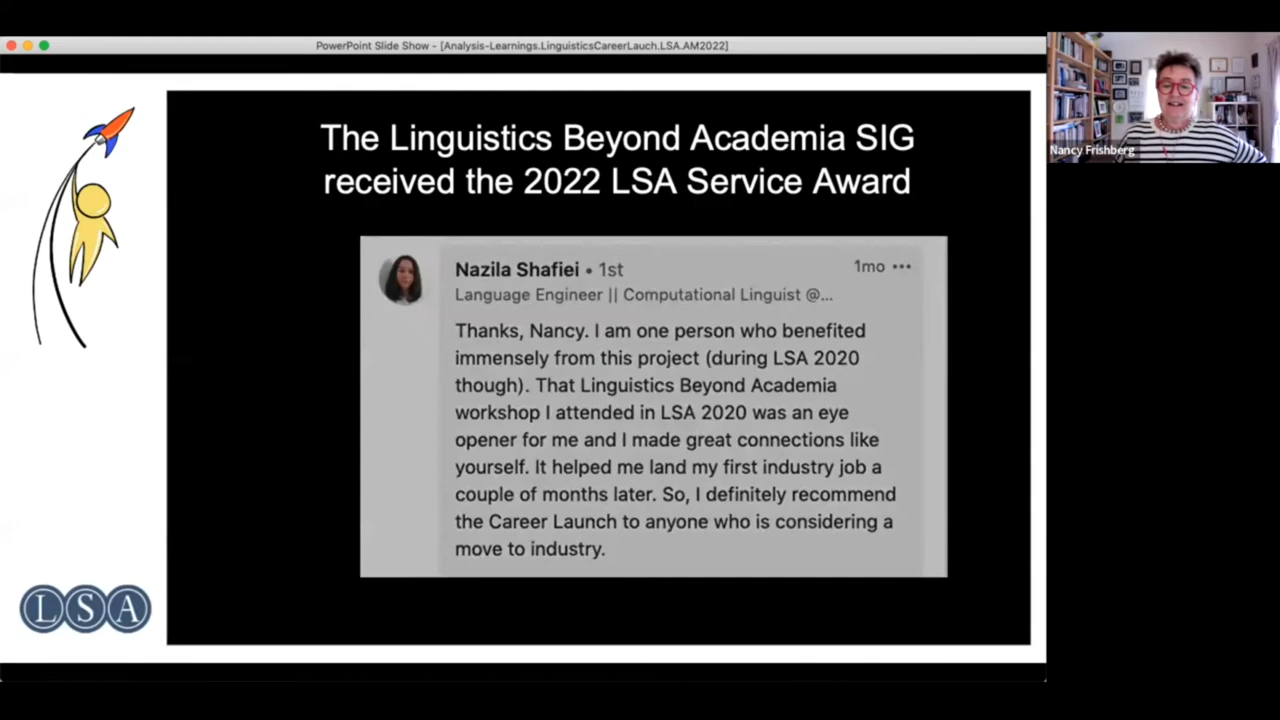 PowerPoint Slide Show - [Analysis-Learnings.LinguisticsCareerLauch.LSA.AM2022]
Nancy Frishberg
The Linguistics Beyond Academia SIG
received the 2022 LSA Service Award
Nazila Shafiei • 1st
1mo •••
Language Engineer || Computational Linguist @...
Thanks, Nancy. I am one person who benefited
immensely from this project (during LSA 2020
though). That Linguistics Beyond Academia
workshop I attended in LSA 2020 was an eye
opener for me and I made great connections like
yourself. It helped me land my first industry job a
couple of months later. So, I definitely recommend
the Career Launch to anyone who is considering a
move to industry.
LSA